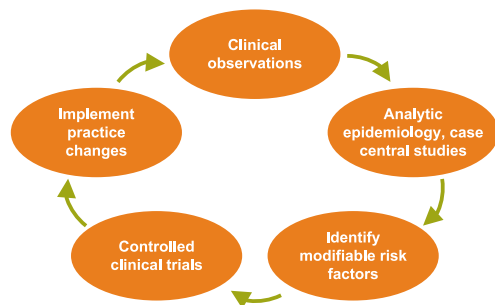 Clinical
observations
Analytic
epidemiology, case
central studies
Identify
modifiable risk
factors
Controlled
clinical trials
Implement
practice
changes